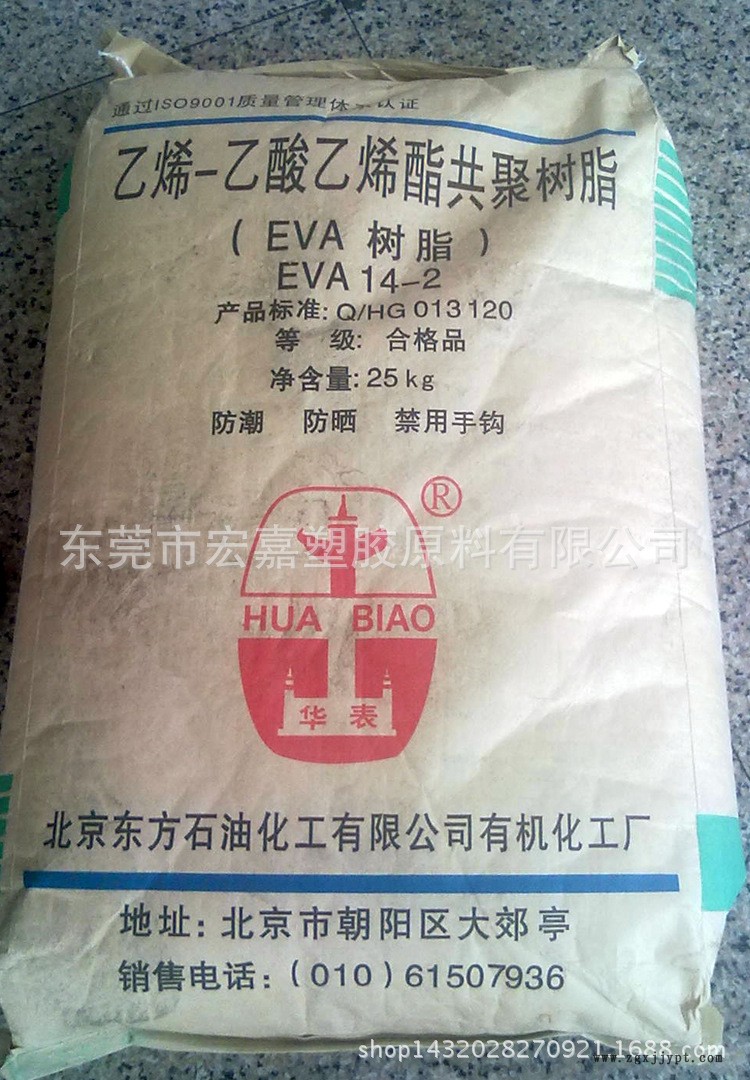 通过ISO9001质量管理体系认证
乙烯-乙酸乙烯酯共聚树脂
(EVA 树脂)
EVA 14-2
产品标准: Q/HG 013120
等 级: 合格品
净含量: 25kg
防潮 防晒 禁用手钩
®
东莞市宏嘉塑胶原料有限公司
HUA BIAO
华表
北京东方石油化工有限公司有机化工厂
地址: 北京市朝阳区大郊亭
销售电话: (010) 61507936
shop1432028270921.1688.com
www.zgxjjypt.com